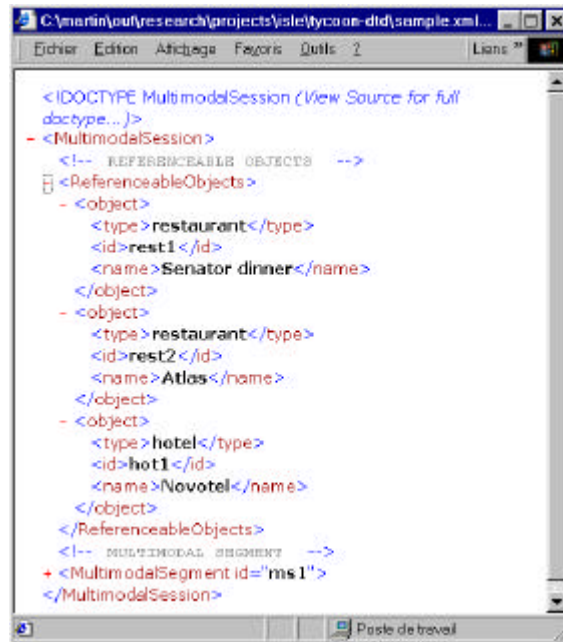 C:\martin\ouf\research\projects\isle\tycoon-dtd\sample.xml...
Fichier Edition Affichage Favoris Outils ? Liens »
<!DOCTYPE MultimodalSession (View Source for full
doctype...)>
- <MultimodalSession>
<!-- REFERENCEABLE OBJECTS -->
- <ReferenceableObjects>
- <object>
<type>restaurant</type>
<id>rest1</id>
<name>Senator dinner</name>
</object>
- <object>
<type>restaurant</type>
<id>rest2</id>
<name>Atlas</name>
</object>
- <object>
<type>hotel</type>
<id>hot1</id>
<name>Novotel</name>
</object>
</ReferenceableObjects>
<!-- MULTIMODAL SEGMENT -->
+ <MultimodalSegment id="ms1">
</MultimodalSession>
Poste de travail